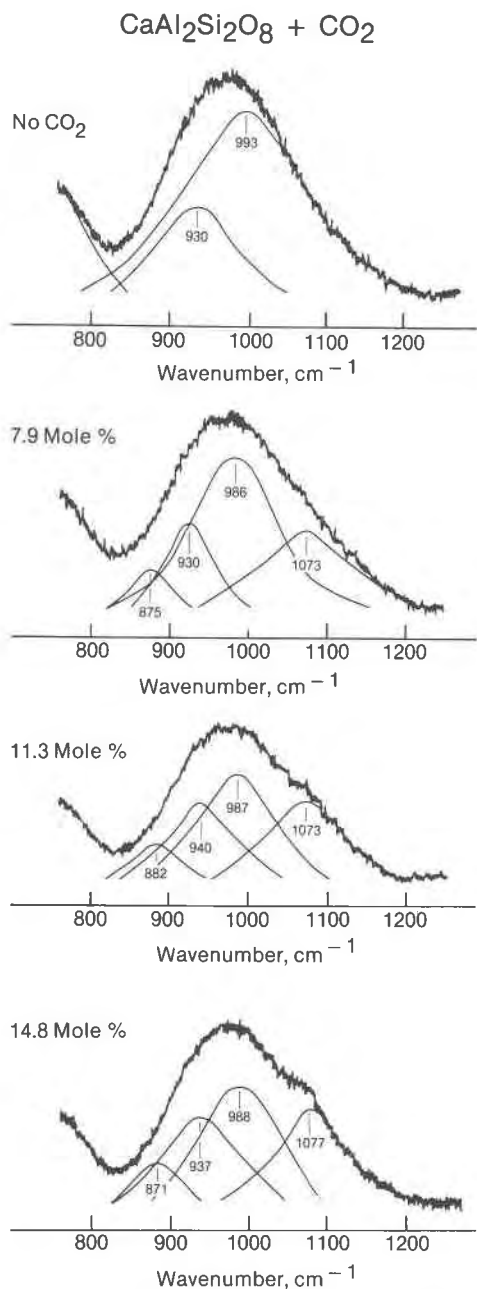 CaAl₂Si₂O₈ + CO₂
No CO₂
993
930
800 900 1000 1100 1200
Wavenumber, cm⁻¹
7.9 Mole %
986
930
1073
875
800 900 1000 1100 1200
Wavenumber, cm⁻¹
11.3 Mole %
987
940
1073
882
800 900 1000 1100 1200
Wavenumber, cm⁻¹
14.8 Mole %
988
937
1077
871
800 900 1000 1100 1200
Wavenumber, cm⁻¹